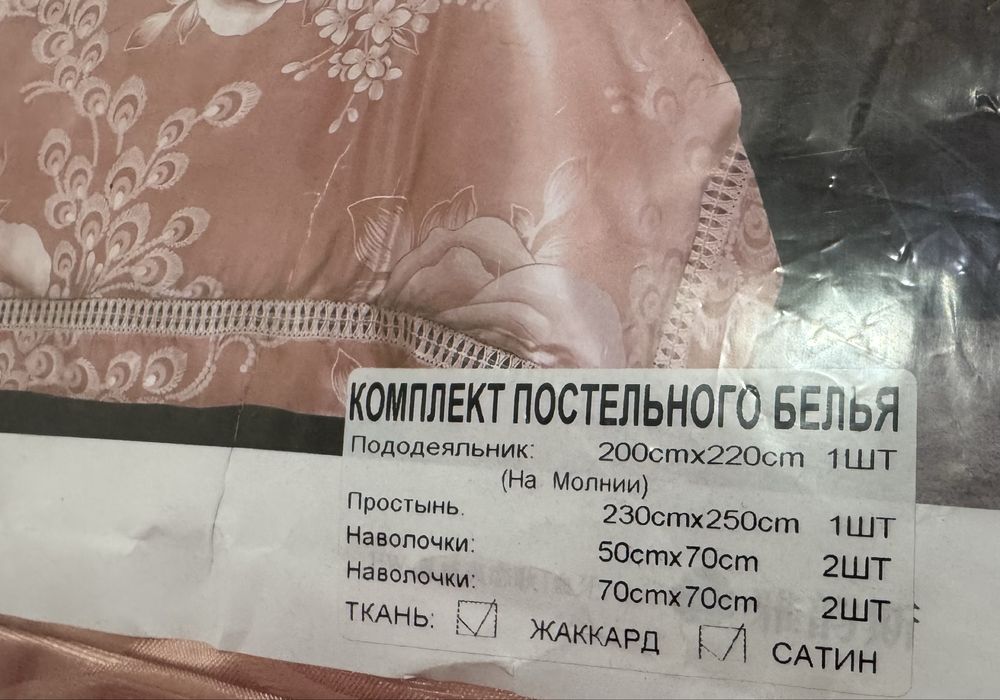 КОМПЛЕКТ ПОСТЕЛЬНОГО БЕЛЬЯ
Пододеяльник: 200cmx220cm 1ШТ
(На Молнии)
Простынь. 230cmx250cm 1ШТ
Наволочки: 50cmx70cm 2ШТ
Наволочки: 70cmx70cm 2ШТ
ТКАНЬ: ЖАККАРД САТИН